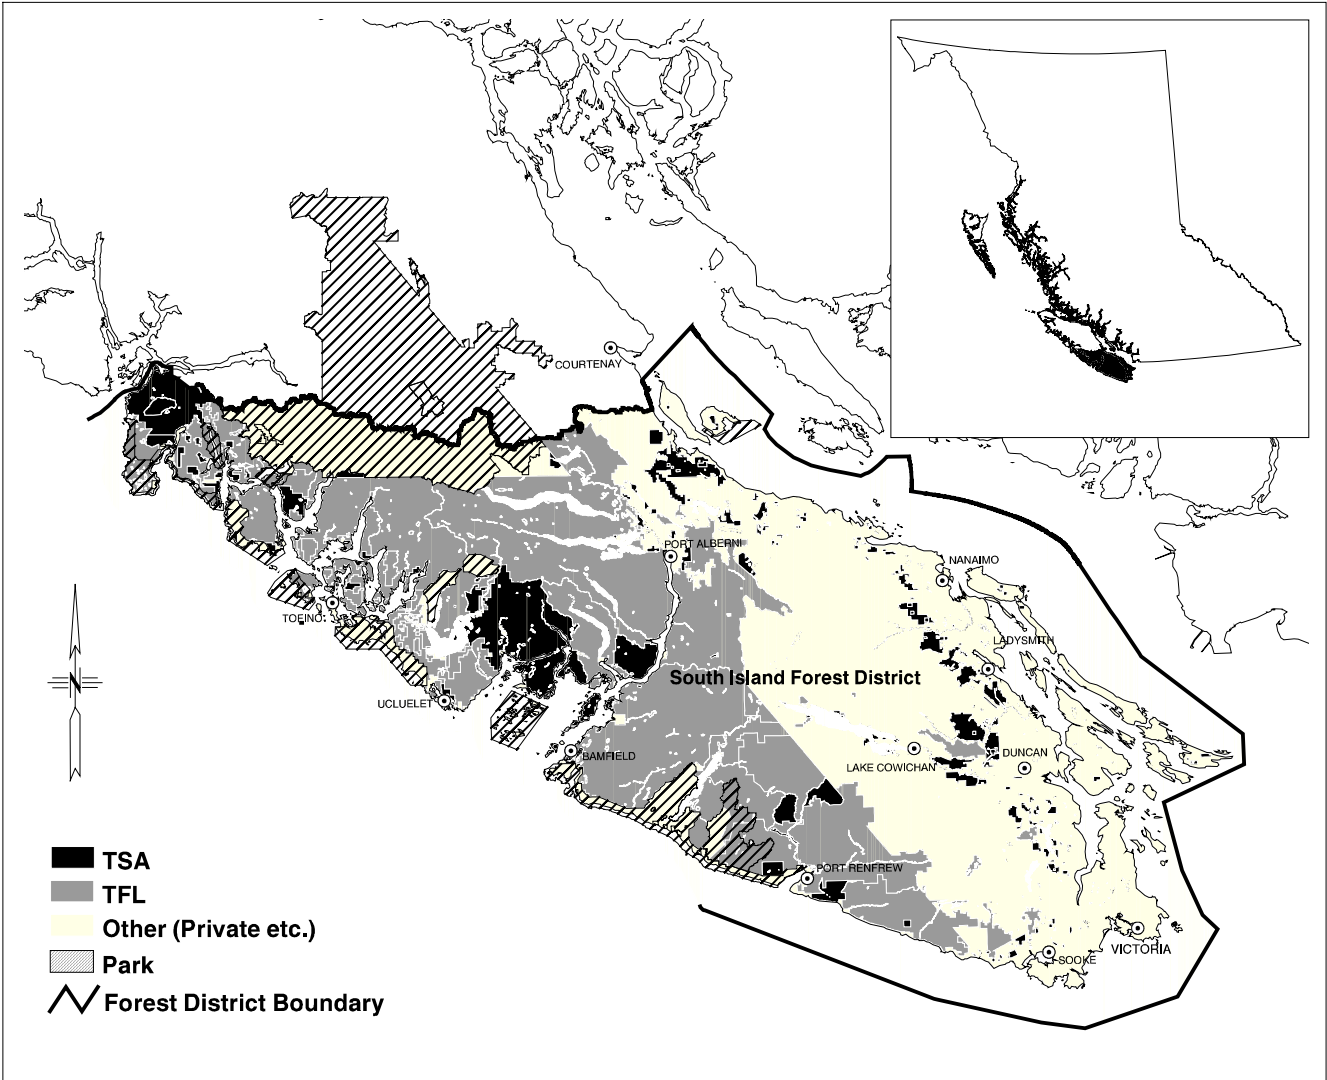 COURTENAY
PORT ALBERNI
NANAIMO
TOFINO
LADYSMITH
South Island Forest District
UCLUELET
BAMFIELD
DUNCAN
LAKE COWICHAN
N
TSA
PORT RENFREW
TFL
Other (Private etc.)
VICTORIA
SOOKE
Park
Forest District Boundary